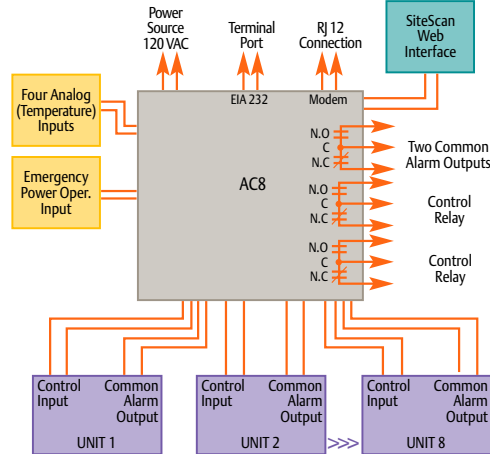 Power
Source
120 VAC
Terminal
Port
RJ 12
Connection
SiteScan
Web
Interface
EIA 232
Modem
Four Analog
(Temperature)
Inputs
Emergency
Power Oper.
Input
AC8
N.O
C
N.C
Two Common
Alarm Outputs
N.O
C
N.C
Control
Relay
N.O
C
N.C
Control
Relay
Control
Input
Common
Alarm
Output
UNIT 1
Control
Input
Common
Alarm
Output
UNIT 2
>>>
Control
Input
Common
Alarm
Output
UNIT 8